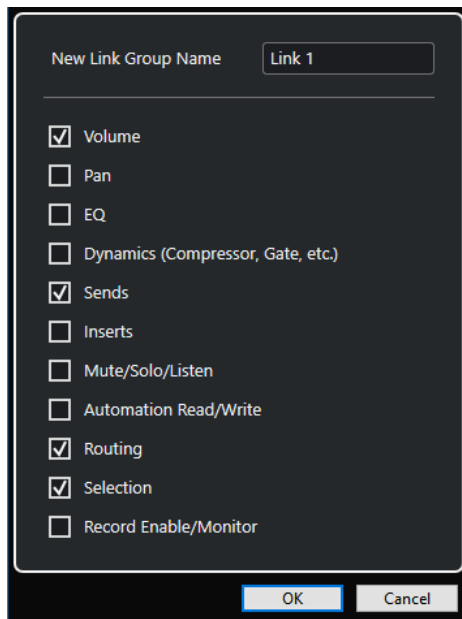 New Link Group Name
Link 1
Volume
Pan
EQ
Dynamics (Compressor, Gate, etc.)
Sends
Inserts
Mute/Solo/Listen
Automation Read/Write
Routing
Selection
Record Enable/Monitor
OK
Cancel